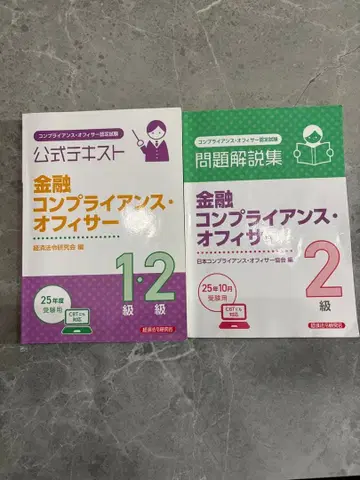 コンプライアンス・オフィサー認定試験
公式テキスト
金融
コンプライアンス・
オフィサー
経済法令研究会 編
1・2
級 級
25年度
受験用
CBTにも
対応
経済法令研究会
コンプライアンス・オフィサー認定試験
問題解説集
金融
コンプライアンス・
オフィサー
日本コンプライアンス・オフィサー協会 編
2
級
25年10月
受験用
CBTにも
対応
経済法令研究会